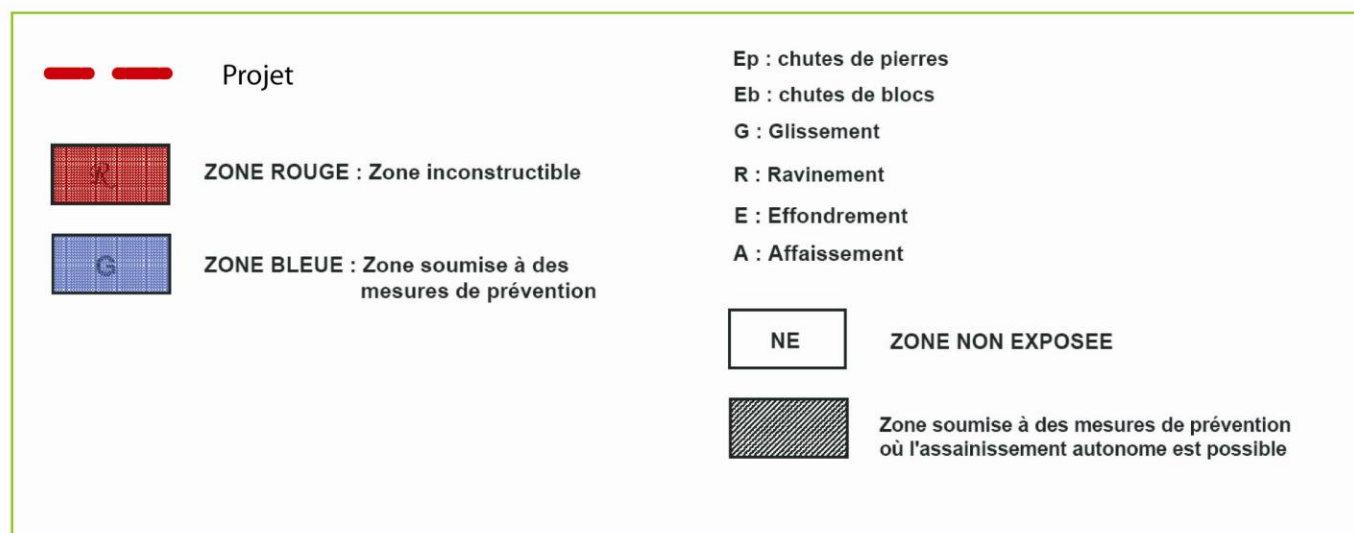 Projet
R
ZONE ROUGE : Zone inconstructible
G
ZONE BLEUE : Zone soumise à des
mesures de prévention
Ep : chutes de pierres
Eb : chutes de blocs
G : Glissement
R : Ravinement
E : Effondrement
A : Affaissement
NE
ZONE NON EXPOSEE
Zone soumise à des mesures de prévention
où l'assainissement autonome est possible